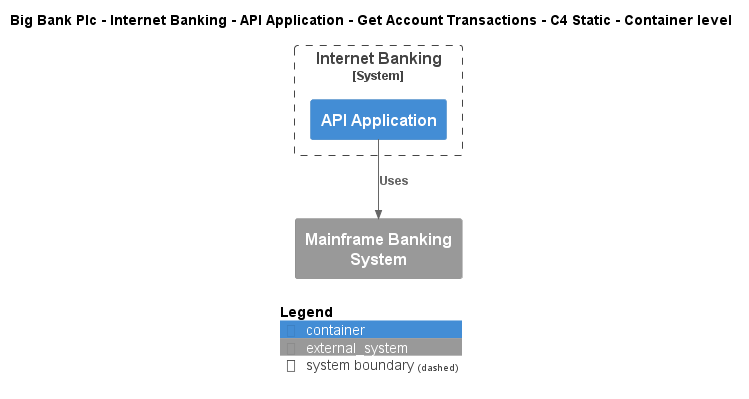 Big Bank Plc - Internet Banking - API Application - Get Account Transactions - C4 Static - Container level
Internet Banking
[System]
API Application
Uses
Mainframe Banking
System
Legend
container
external_system
system boundary (dashed)